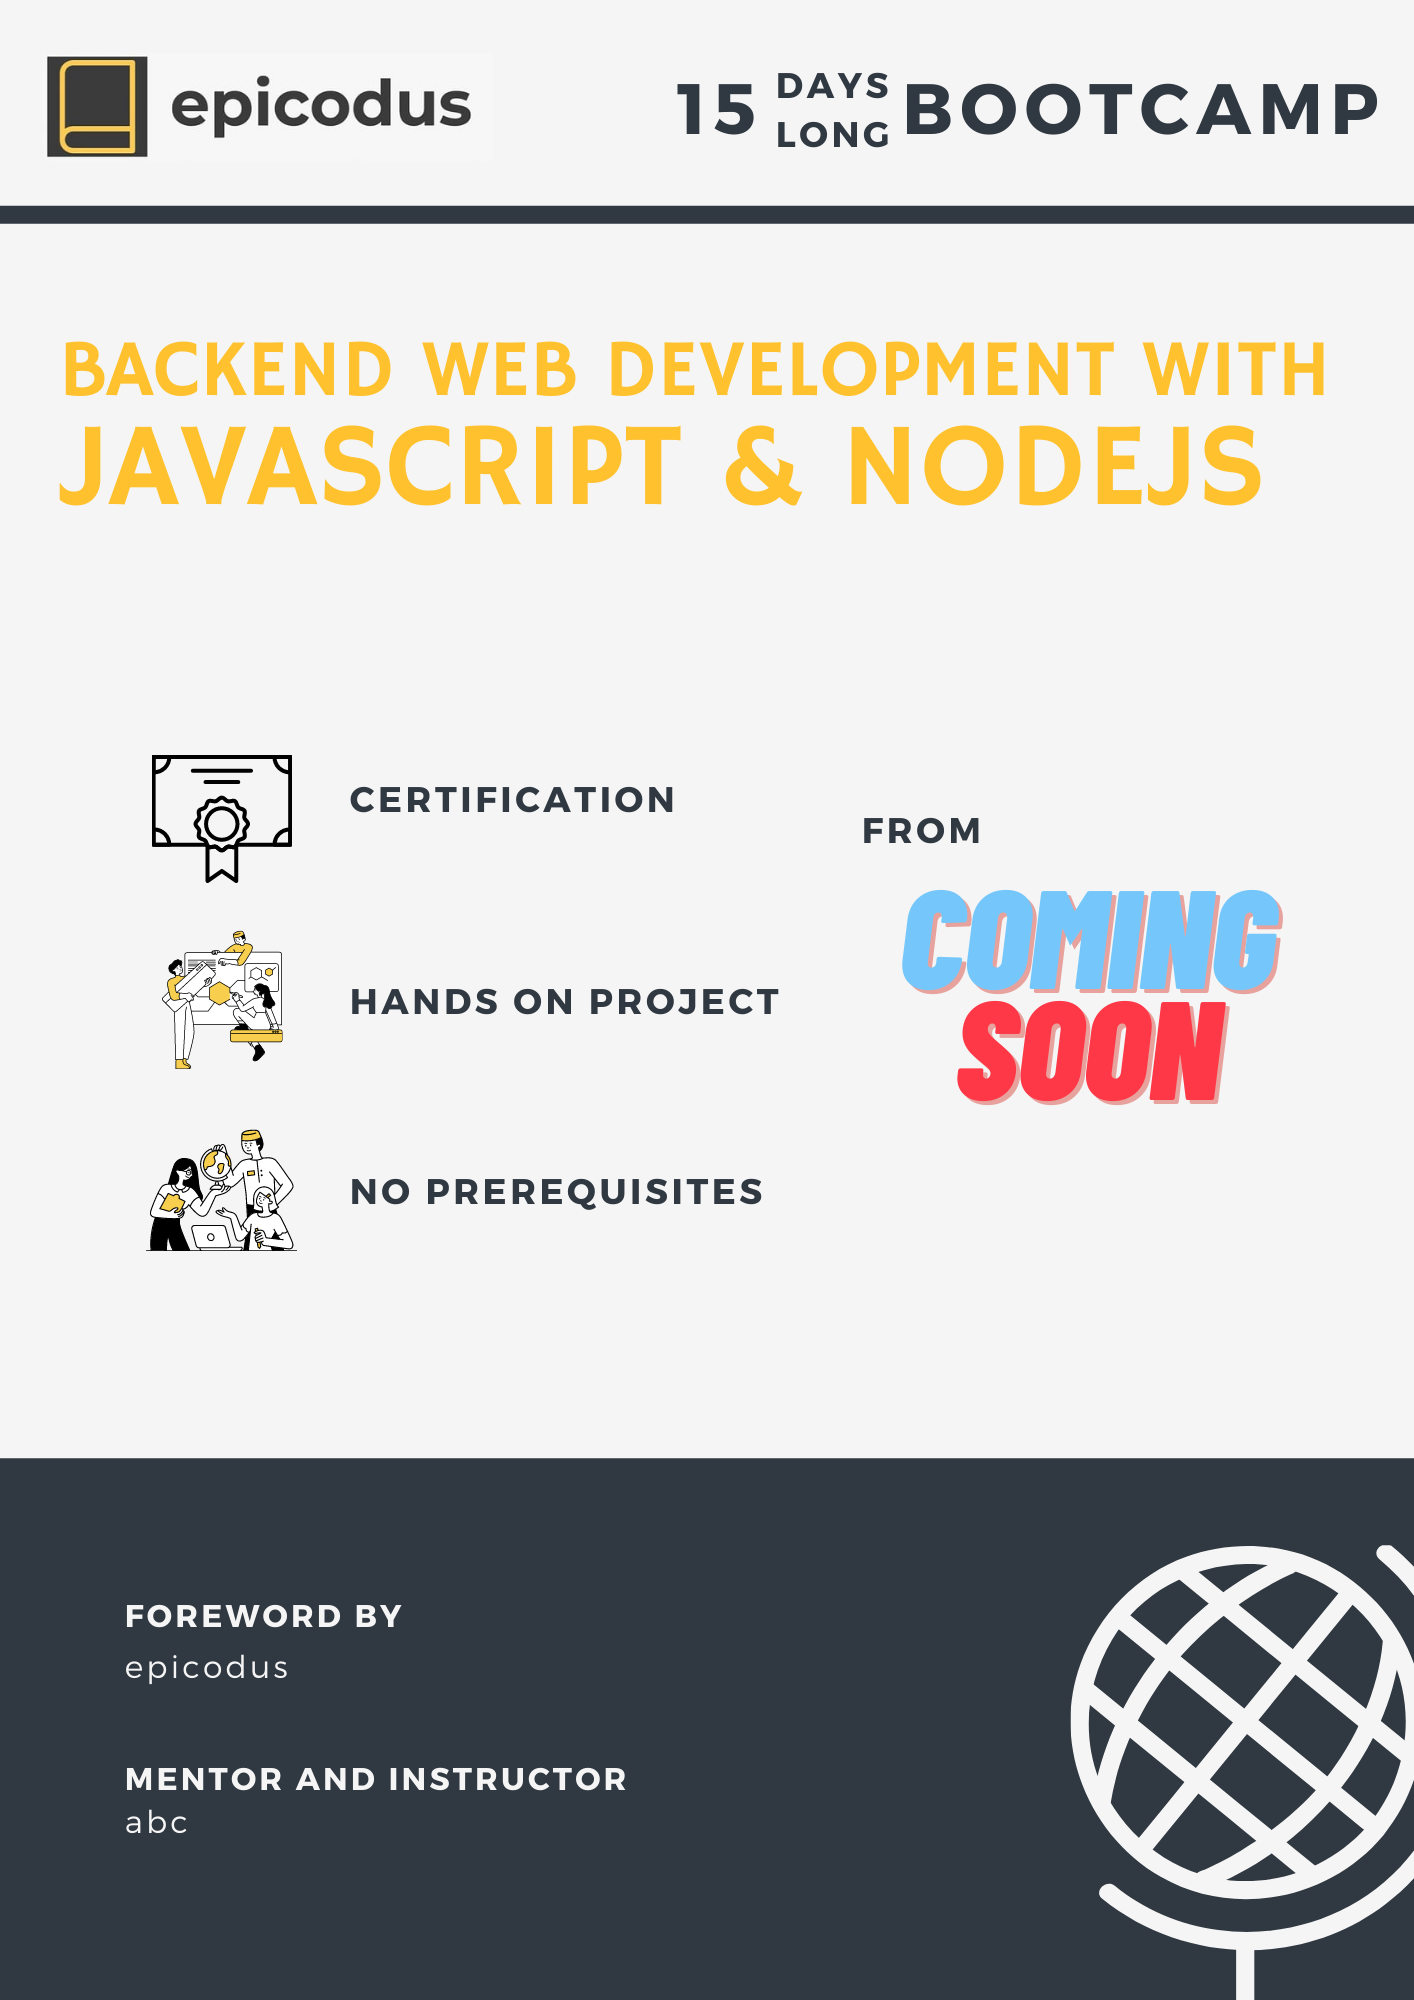 epicodus
15 DAYS LONG BOOTCAMP
BACKEND WEB DEVELOPMENT WITH
JAVASCRIPT & NODEJS
CERTIFICATION
HANDS ON PROJECT
NO PREREQUISITES
FROM
COMING
SOON
FOREWORD BY
epicodus
MENTOR AND INSTRUCTOR
abc